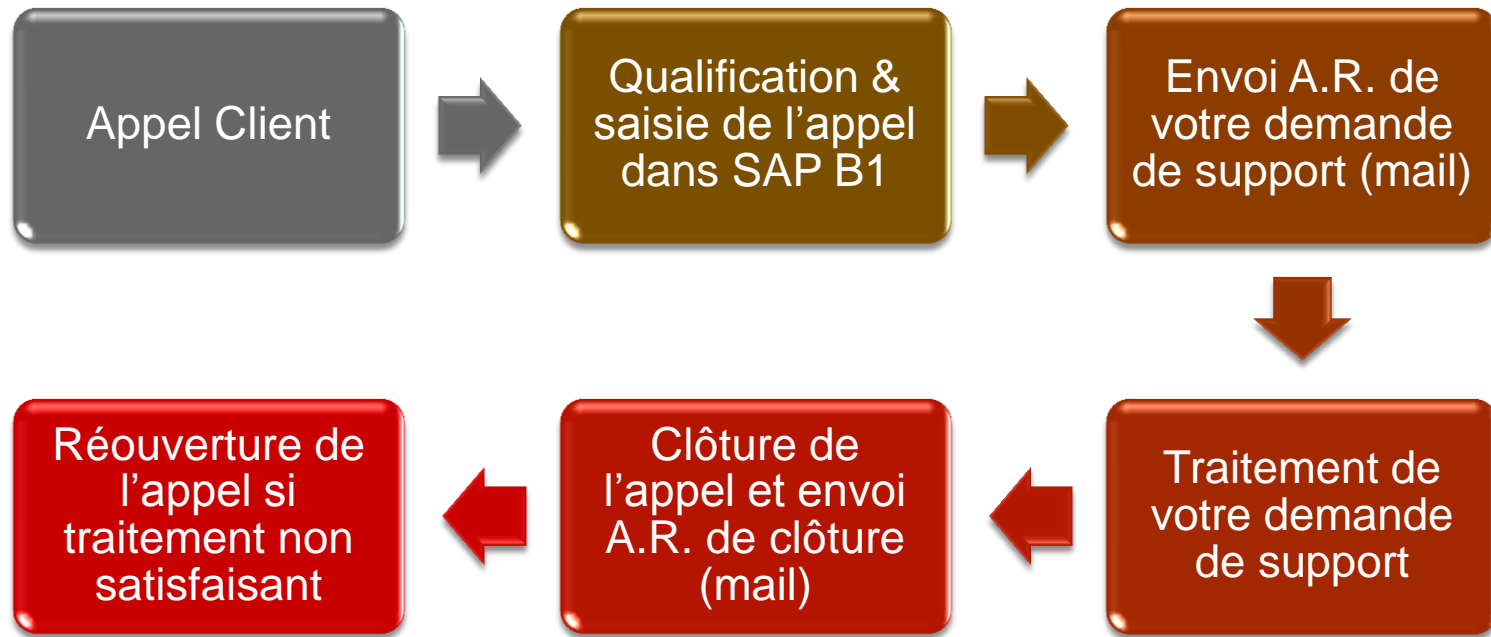 Appel Client
Qualification &
saisie de l’appel
dans SAP B1
Envoi A.R. de
votre demande
de support (mail)
Traitement de
votre demande
de support
Clôture de
l’appel et envoi
A.R. de clôture
(mail)
Réouverture de
l’appel si
traitement non
satisfaisant